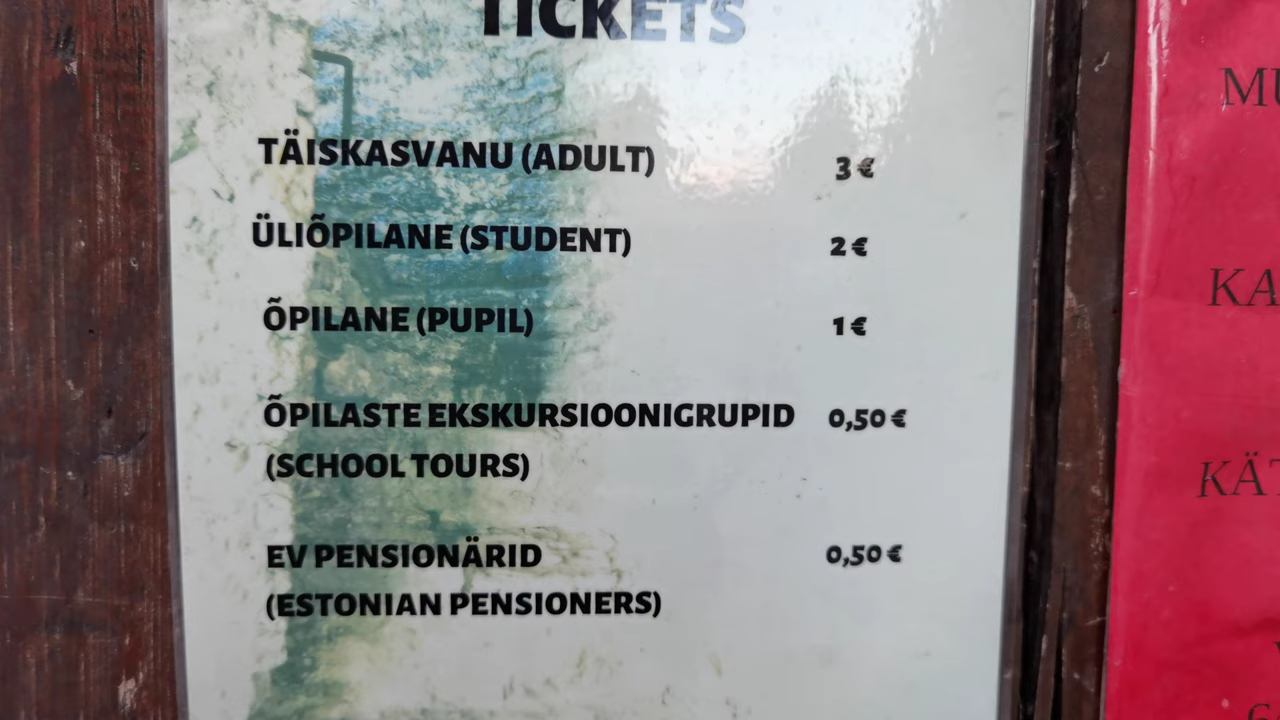 TICKETS
TÄISKASVANU (ADULT) 3 €
ÜLIÕPILANE (STUDENT) 2 €
ÕPILANE (PUPIL) 1 €
ÕPILASTE EKSKURSIOONIGRUPID 0,50 €
(SCHOOL TOURS)
EV PENSIONÄRID 0,50 €
(ESTONIAN PENSIONERS)